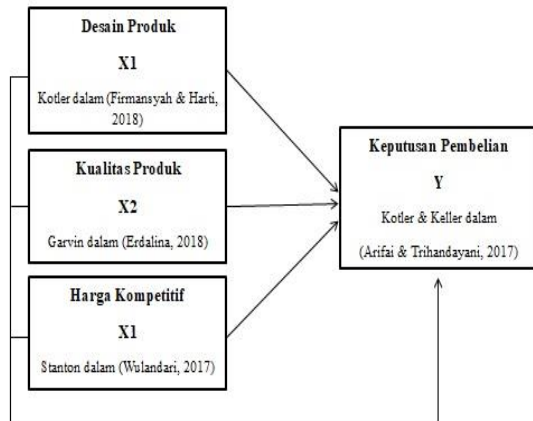 Desain Produk
X1
Kotler dalam (Firmansyah & Harti,
2018)
Kualitas Produk
X2
Garvin dalam (Erdalina, 2018)
Harga Kompetitif
X1
Stanton dalam (Wulandari, 2017)
Keputusan Pembelian
Y
Kotler & Keller dalam
(Arifai & Trihandayani, 2017)